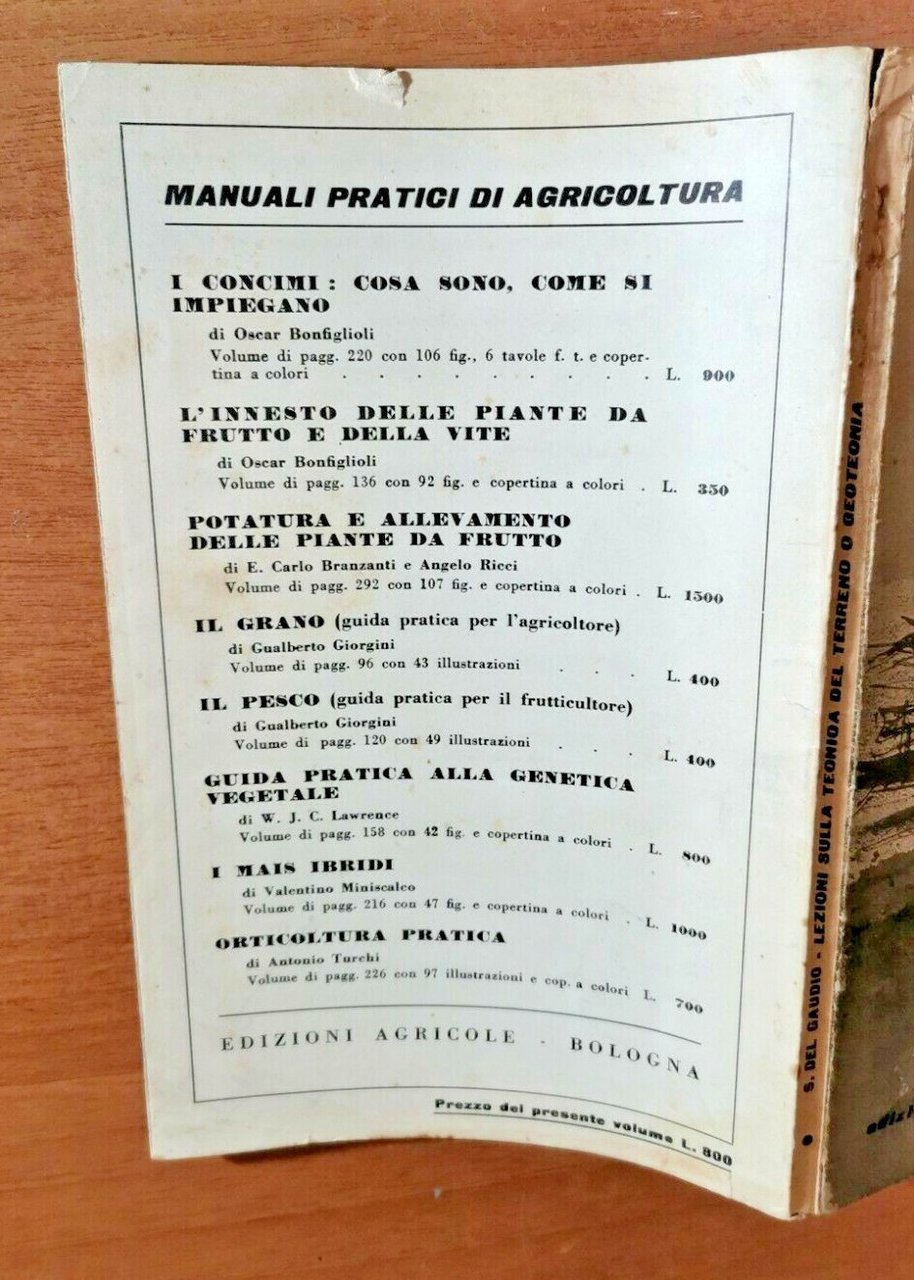 MANUALI PRATICI DI AGRICOLTURA
I CONCIMI : COSA SONO, COME SI
IMPIEGANO
di Oscar Bonfiglioli
Volume di pagg. 220 con 106 fig., 6 tavole f. t. e coper-
tina a colori . . . . . . . . . L. 900
L'INNESTO DELLE PIANTE DA
FRUTTO E DELLA VITE
di Oscar Bonfiglioli
Volume di pagg. 136 con 92 fig. e copertina a colori . L. 350
POTATURA E ALLEVAMENTO
DELLE PIANTE DA FRUTTO
di E. Carlo Branzanti e Angelo Ricci
Volume di pagg. 292 con 107 fig. e copertina a colori . L. 1500
IL GRANO (guida pratica per l'agricoltore)
di Gualberto Giorgini
Volume di pagg. 96 con 43 illustrazioni . . . L. 400
IL PESCO (guida pratica per il frutticultore)
di Gualberto Giorgini
Volume di pagg. 120 con 49 illustrazioni . . . L. 400
GUIDA PRATICA ALLA GENETICA
VEGETALE
di W. J. C. Lawrence
Volume di pagg. 158 con 42 fig. e copertina a colori . L. 800
I MAIS IBRIDI
di Valentino Miniscalco
Volume di pagg. 216 con 47 fig. e copertina a colori . L. 1000
ORTICOLTURA PRATICA
di Antonio Turchi
Volume di pagg. 226 con 97 illustrazioni e cop. a colori L. 700
EDIZIONI AGRICOLE - BOLOGNA
Prezzo del presente volume L. 800
S. DEL GAUDIO - LEZIONI SULLA TECNICA DEL TERRENO O GEOTECNIA